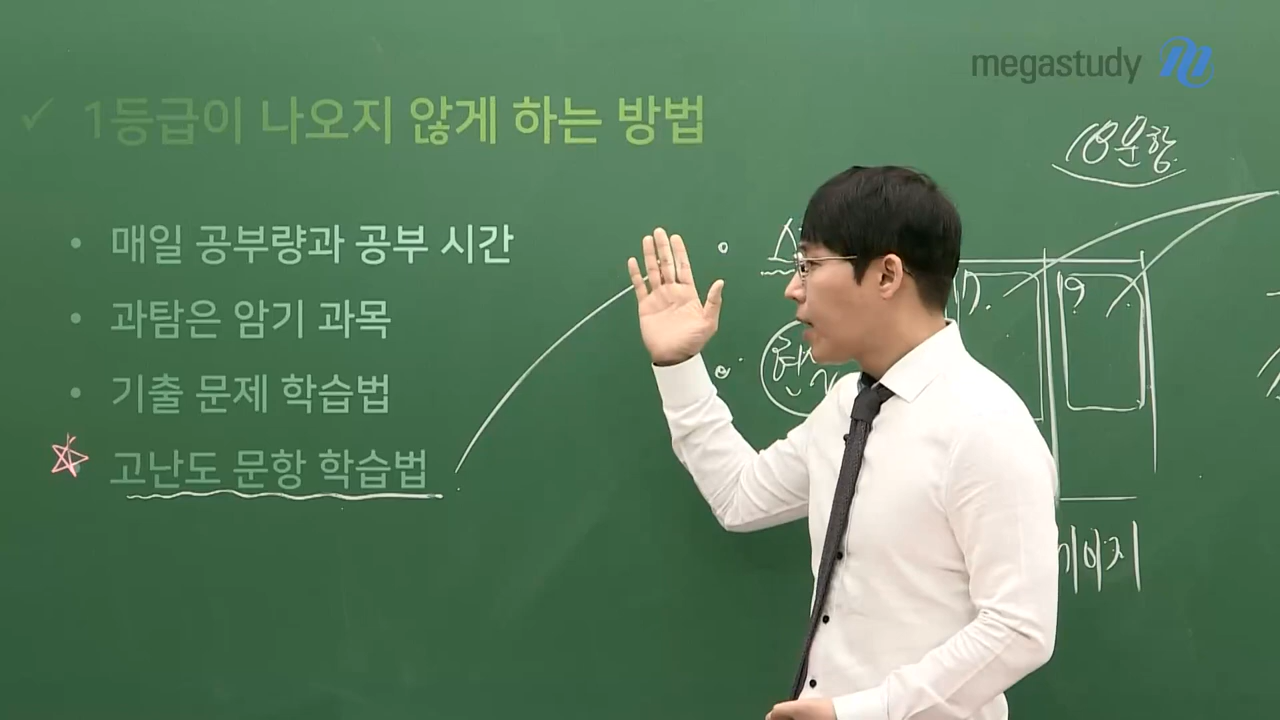 megastudy
✓ 1등급이 나오지 않게 하는 방법
• 매일 공부량과 공부 시간
• 과탐은 암기 과목
• 기출 문제 학습법
☆ 고난도 문항 학습법
18문항
17.
19.